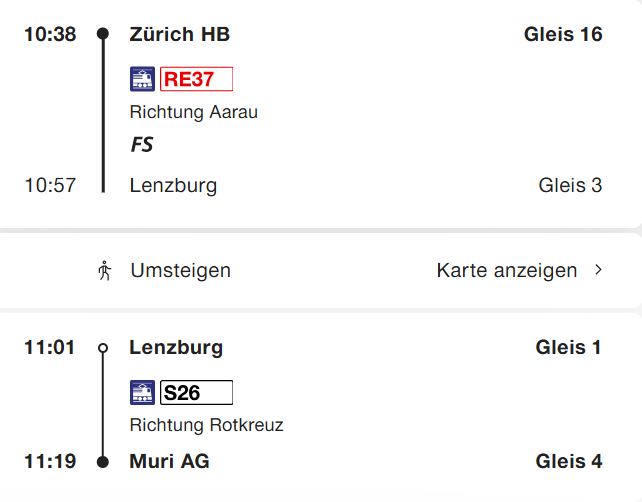 10:38 Zürich HB Gleis 16
RE37
Richtung Aarau
FS
10:57 Lenzburg Gleis 3
Umsteigen Karte anzeigen
11:01 Lenzburg Gleis 1
S26
Richtung Rotkreuz
11:19 Muri AG Gleis 4